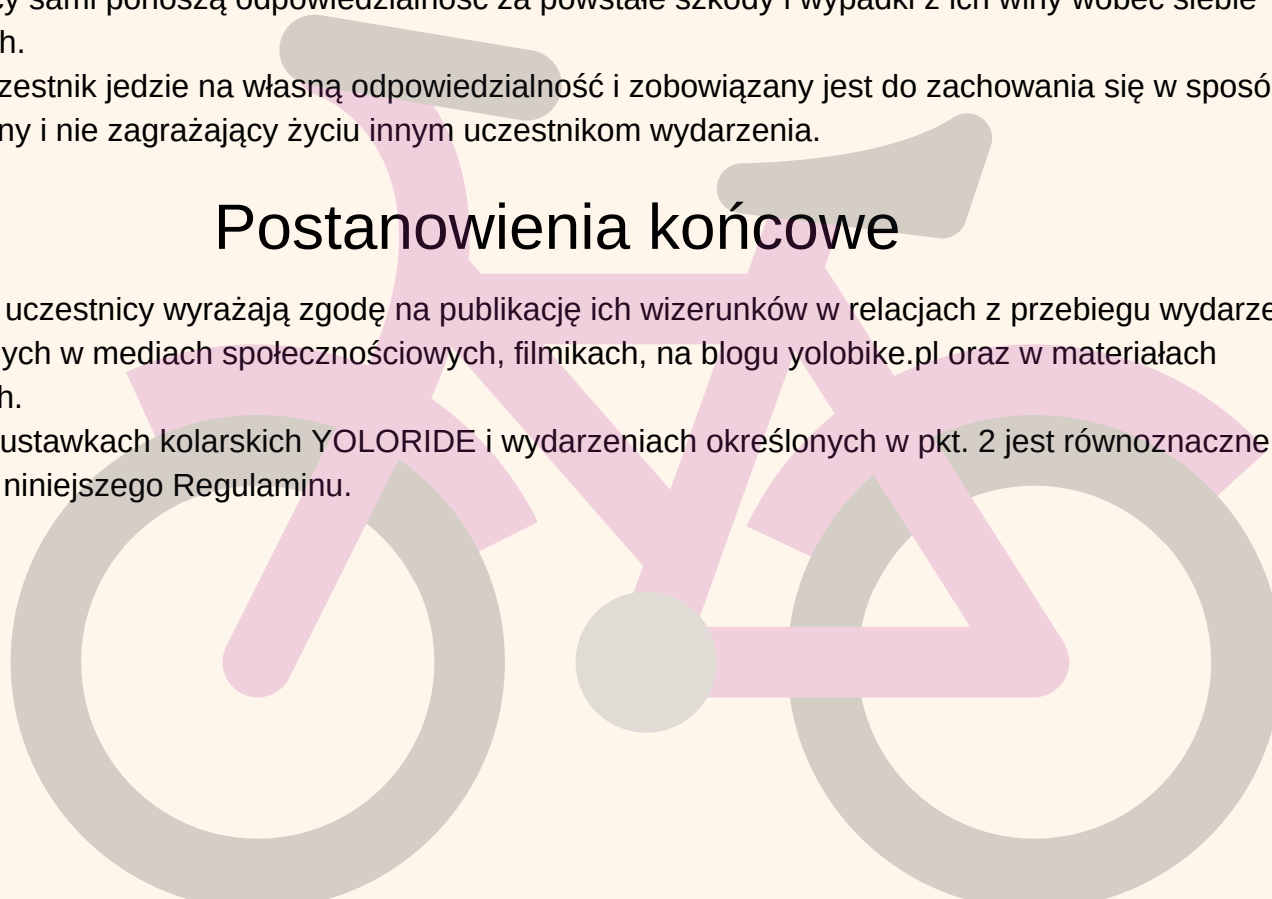 cy sami ponoszą odpowiedzialność za powstałe szkody i wypadki z ich winy wobec siebie
h.
zestnik jedzie na własną odpowiedzialność i zobowiązany jest do zachowania się w sposó
ny i nie zagrażający życiu innym uczestnikom wydarzenia.
Postanowienia końcowe
uczestnicy wyrażają zgodę na publikację ich wizerunków w relacjach z przebiegu wydarze
ych w mediach społecznościowych, filmikach, na blogu yolobike.pl oraz w materiałach
h.
ustawkach kolarskich YOLORIDE i wydarzeniach określonych w pkt. 2 jest równoznaczne
niniejszego Regulaminu.